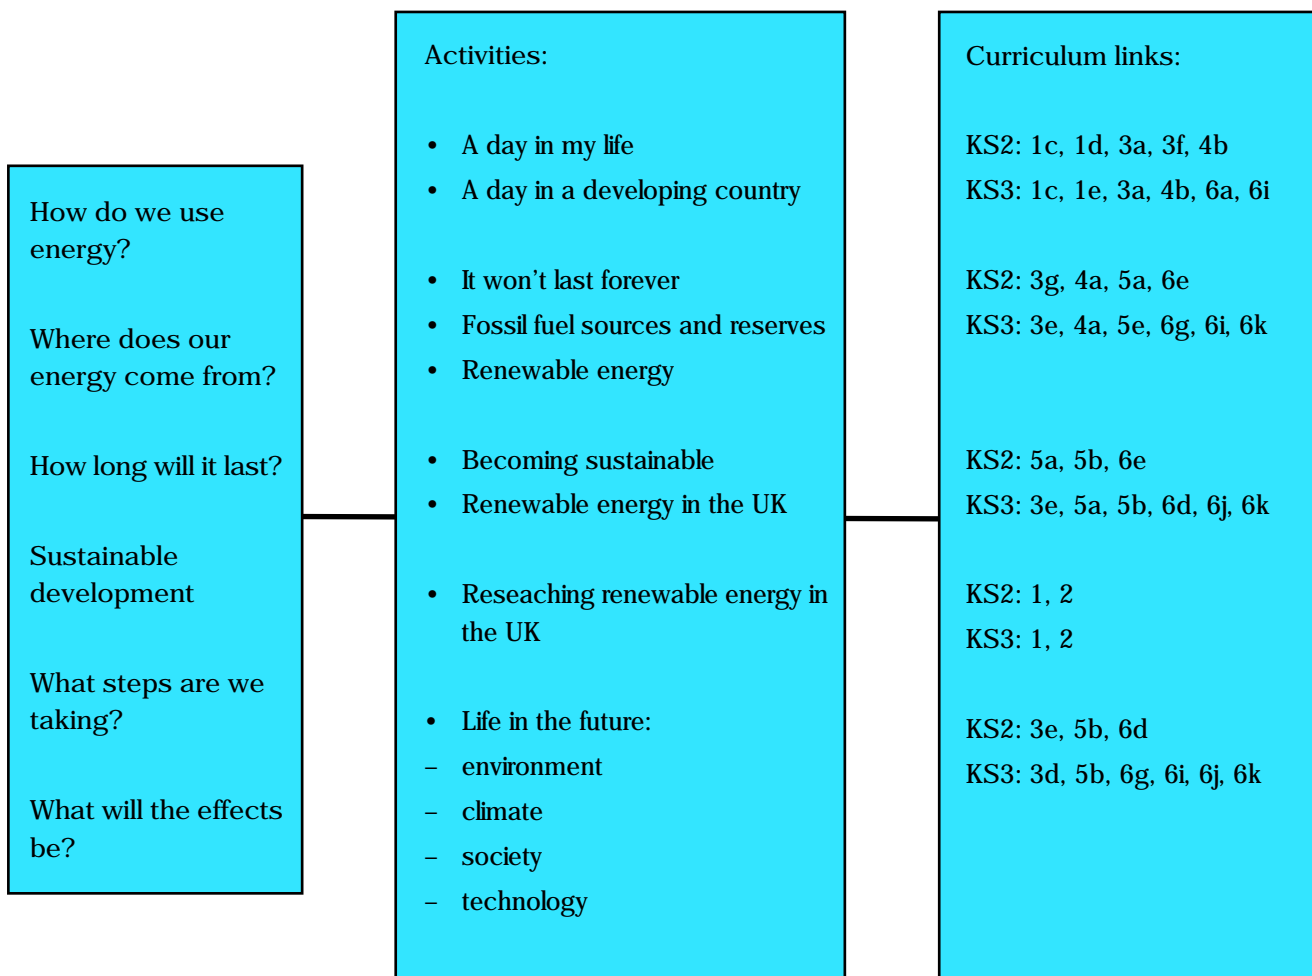 How do we use
energy?
Where does our
energy come from?
How long will it last?
Sustainable
development
What steps are we
taking?
What will the effects
be?
Activities:
• A day in my life
• A day in a developing country
• It won’t last forever
• Fossil fuel sources and reserves
• Renewable energy
• Becoming sustainable
• Renewable energy in the UK
• Reseaching renewable energy in
the UK
• Life in the future:
– environment
– climate
– society
– technology
Curriculum links:
KS2: 1c, 1d, 3a, 3f, 4b
KS3: 1c, 1e, 3a, 4b, 6a, 6i
KS2: 3g, 4a, 5a, 6e
KS3: 3e, 4a, 5e, 6g, 6i, 6k
KS2: 5a, 5b, 6e
KS3: 3e, 5a, 5b, 6d, 6j, 6k
KS2: 1, 2
KS3: 1, 2
KS2: 3e, 5b, 6d
KS3: 3d, 5b, 6g, 6i, 6j, 6k